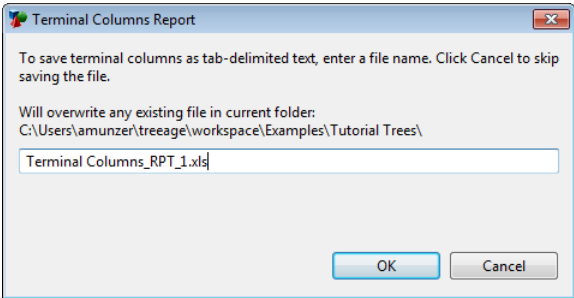 Terminal Columns Report
To save terminal columns as tab-delimited text, enter a file name. Click Cancel to skip
saving the file.
Will overwrite any existing file in current folder:
C:\Users\amunzer\treeage\workspace\Examples\Tutorial Trees\
Terminal Columns_RPT_1.xls
OK
Cancel